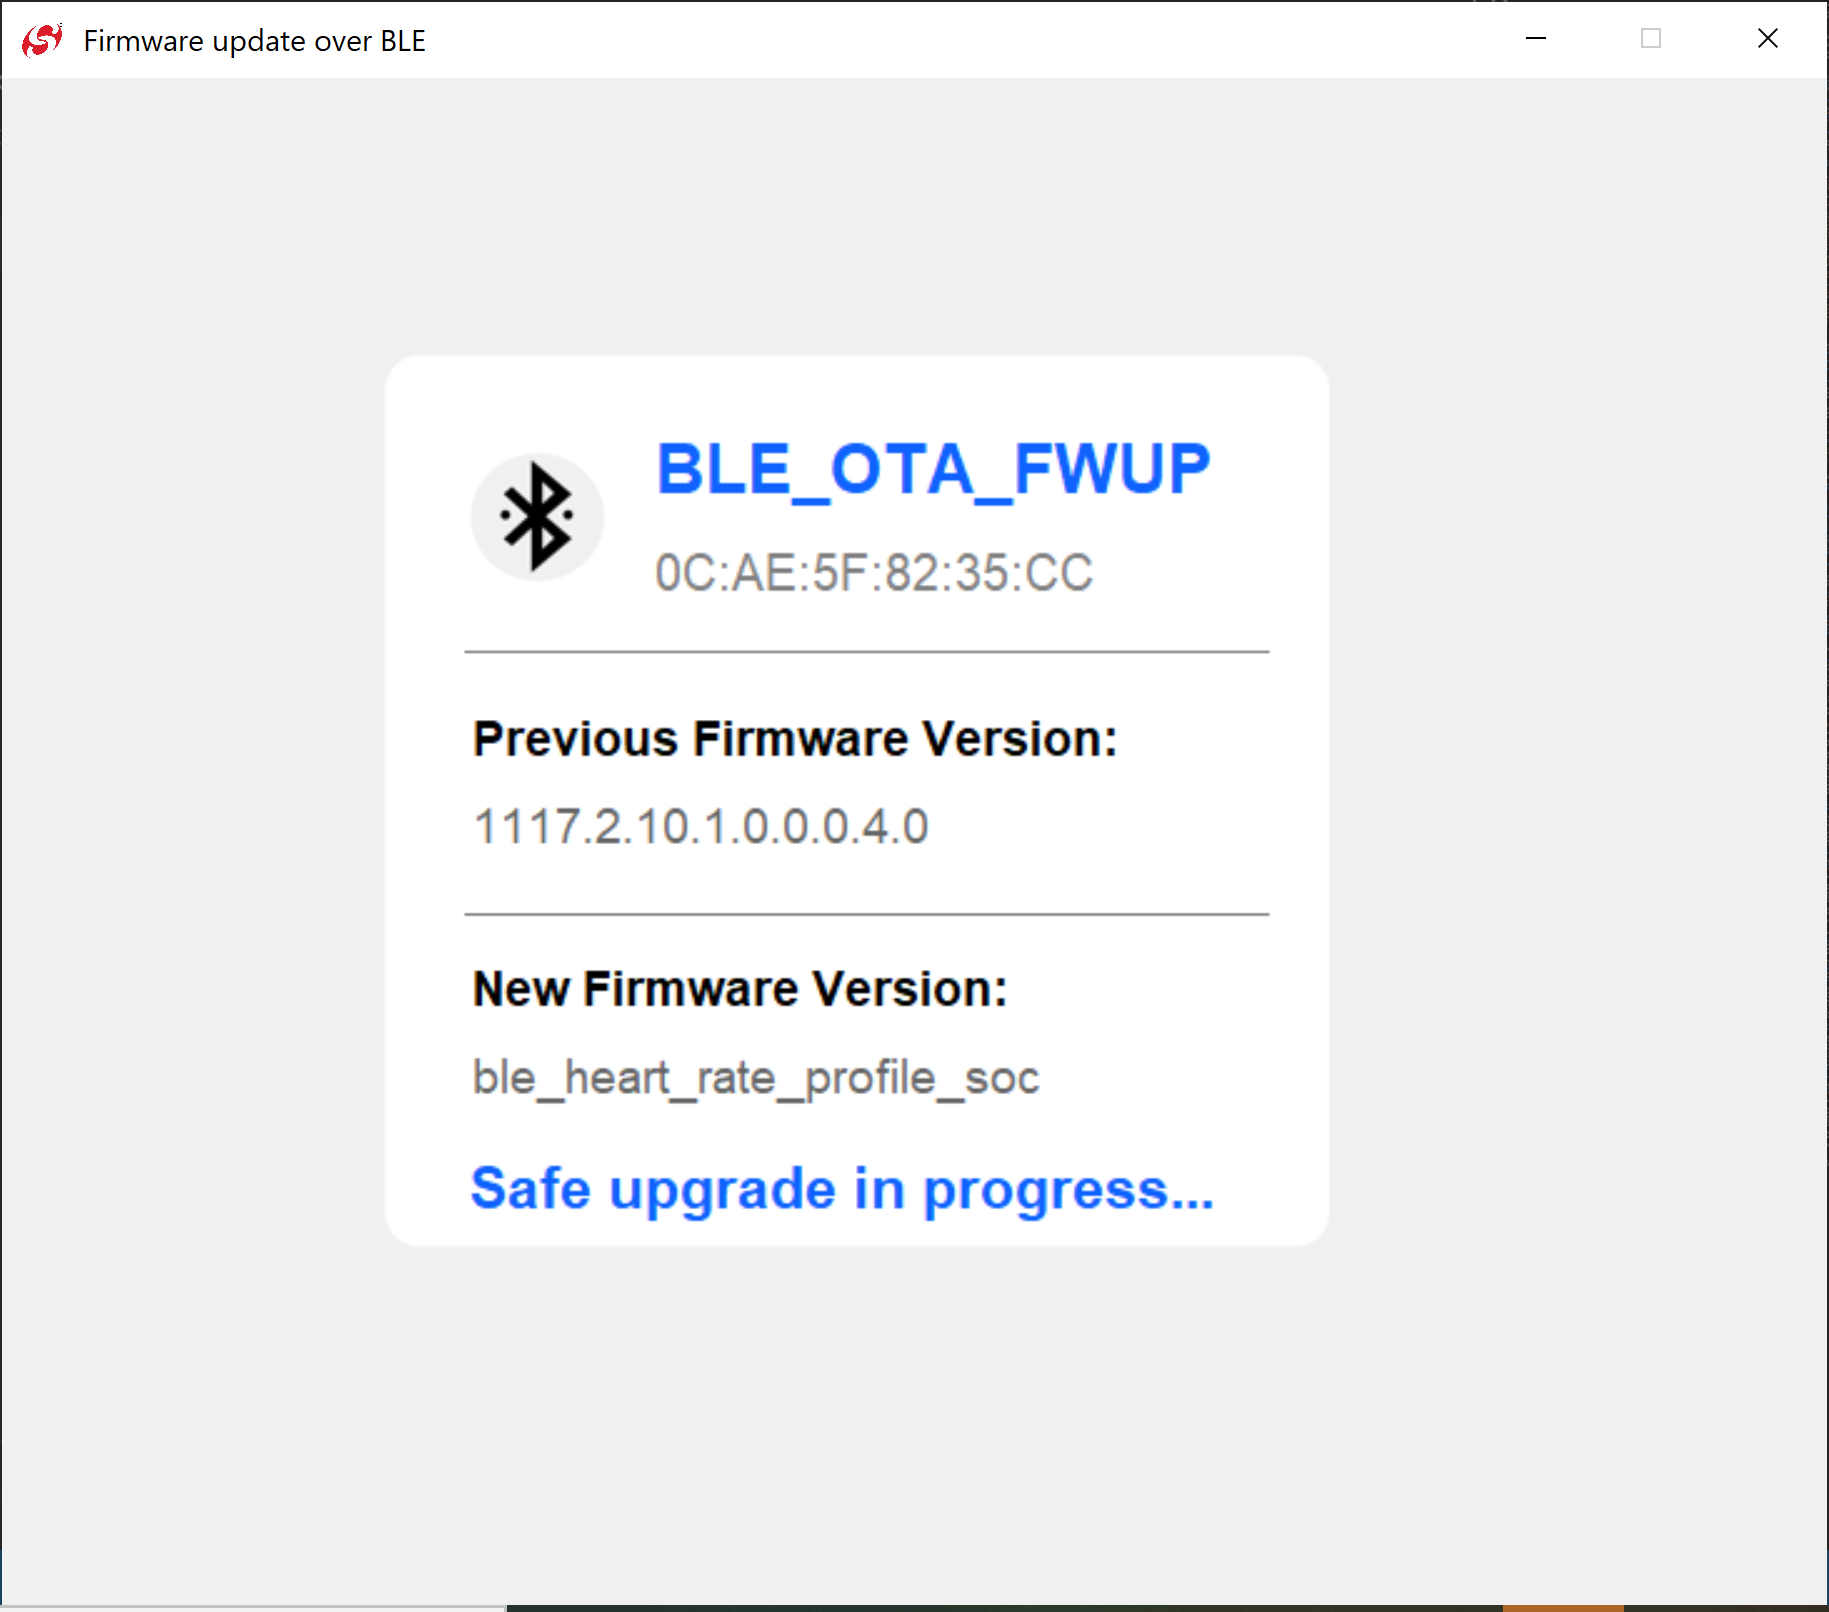 Firmware update over BLE
BLE_OTA_FWUP
0C:AE:5F:82:35:CC
Previous Firmware Version:
1117.2.10.1.0.0.0.4.0
New Firmware Version:
ble_heart_rate_profile_soc
Safe upgrade in progress...